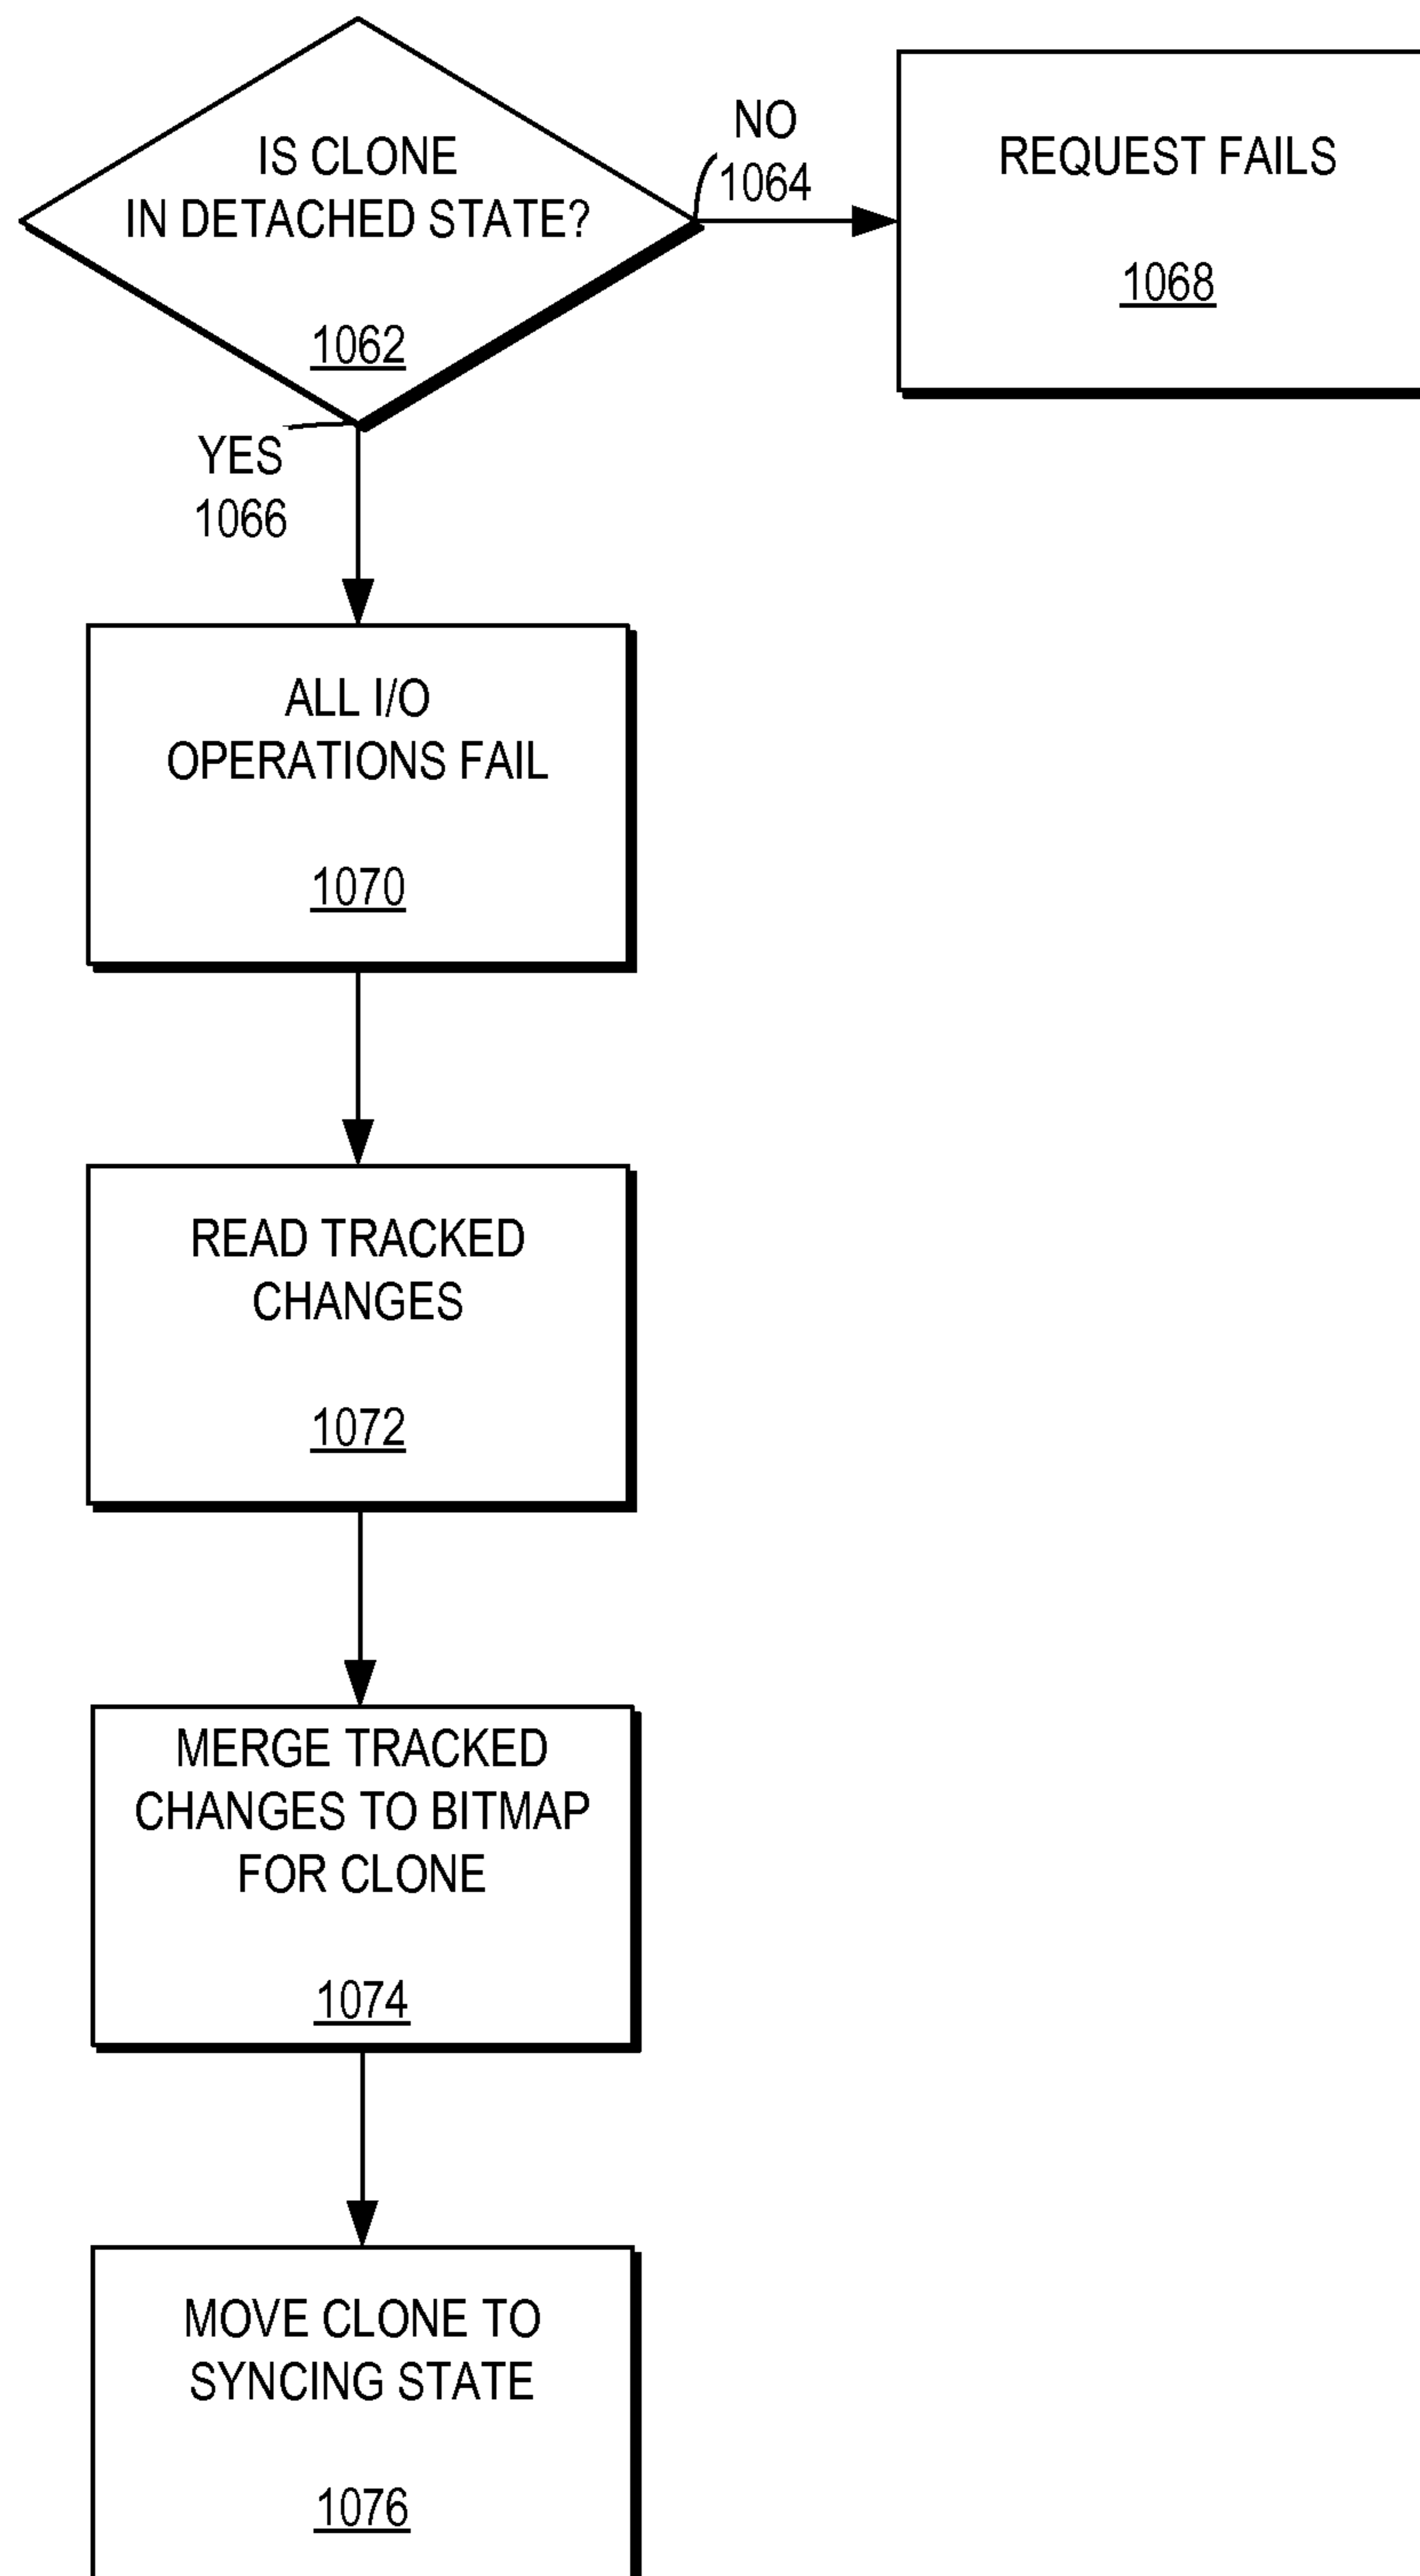 IS CLONE
IN DETACHED STATE?
1062
NO
1064
REQUEST FAILS
1068
YES
1066
ALL I/O
OPERATIONS FAIL
1070
READ TRACKED
CHANGES
1072
MERGE TRACKED
CHANGES TO BITMAP
FOR CLONE
1074
MOVE CLONE TO
SYNCING STATE
1076